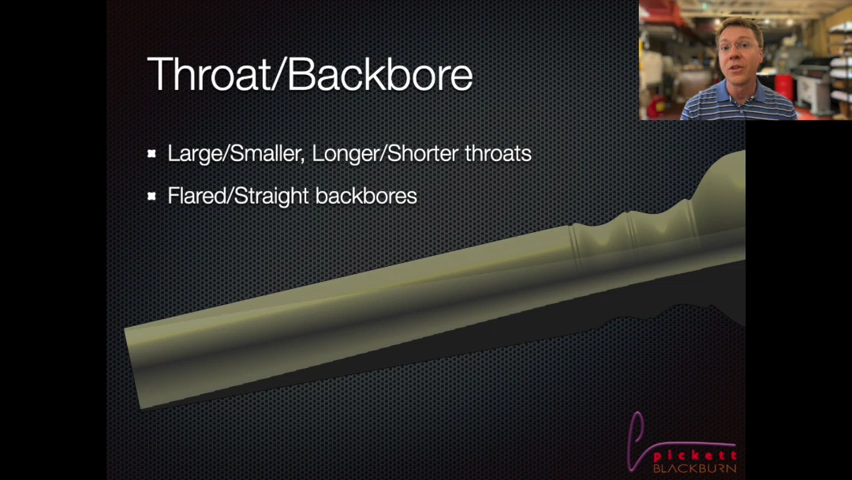 Throat/Backbore
Large/Smaller, Longer/Shorter throats
Flared/Straight backbores
pickett
BLACKBURN